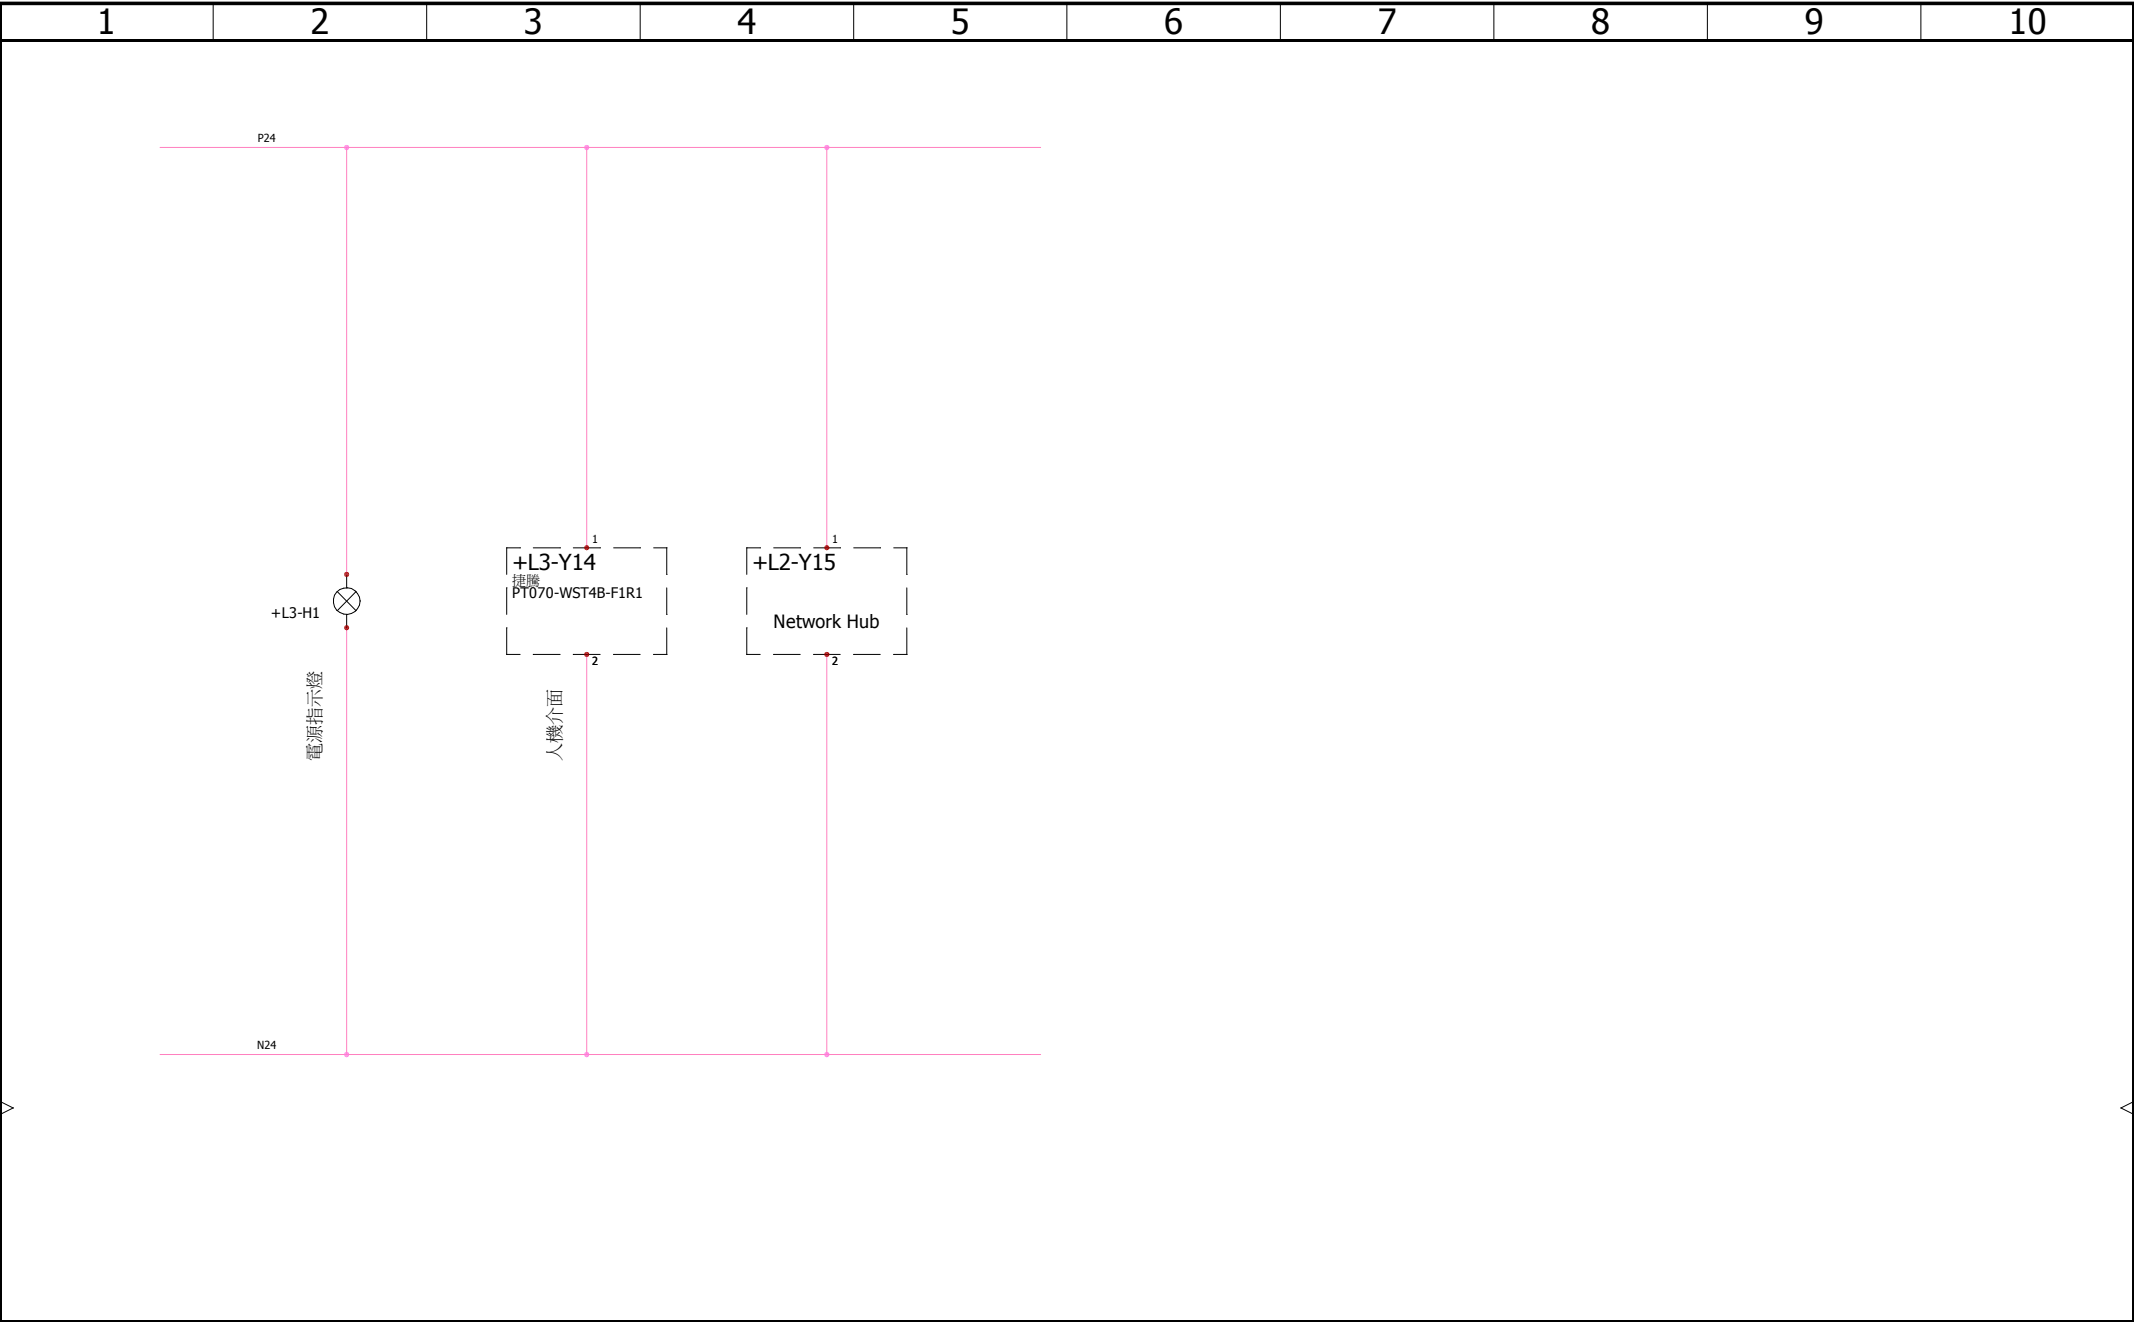 1 2 3 4 5 6 7 8 9 10
P24
1
1
+L3-Y14
捷騰
PT070-WST4B-F1R1
+L2-Y15
Network Hub
+L3-H1
2
2
電源指示燈
人機介面
N24